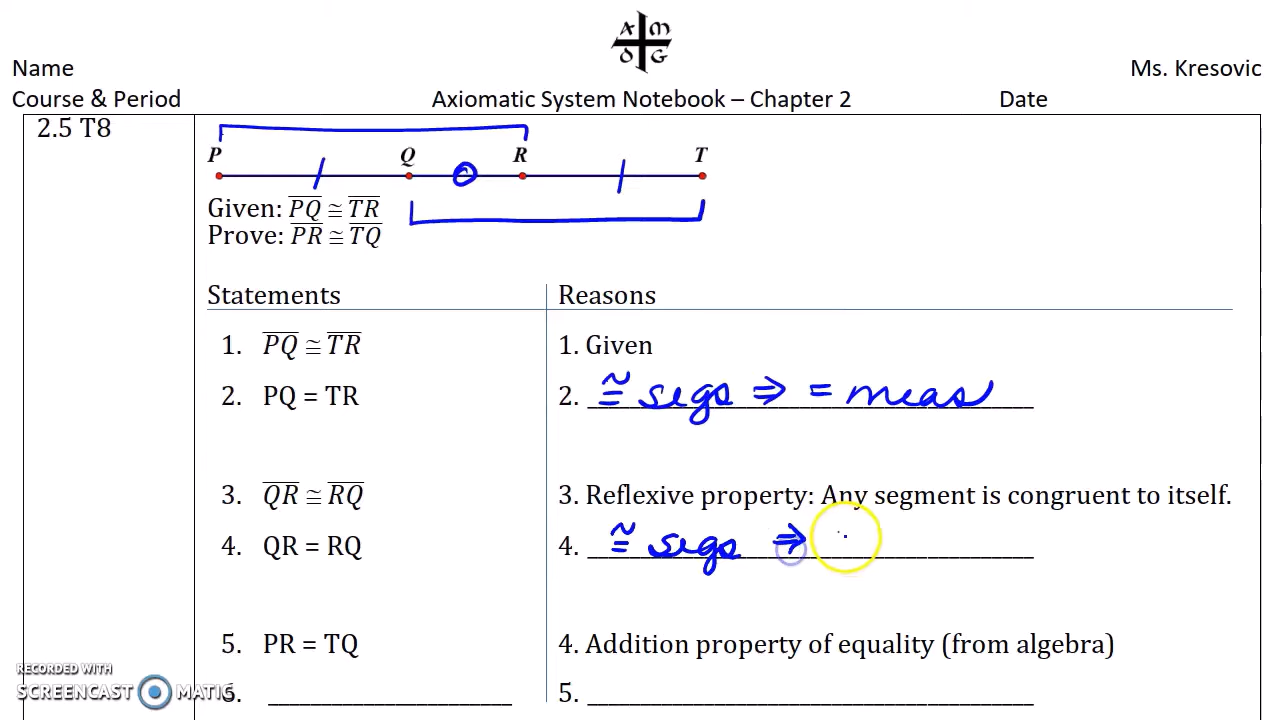 A M
D G
Name Ms. Kresovic
Course & Period Axiomatic System Notebook – Chapter 2 Date
2.5 T8
P Q R T
Given: PQ ≅ TR
Prove: PR ≅ TQ
Statements Reasons
1. PQ ≅ TR 1. Given
2. PQ = TR 2. ≅ segs ⇒ = meas
3. QR ≅ RQ 3. Reflexive property: Any segment is congruent to itself.
4. QR = RQ 4. ≅ segs ⇒
5. PR = TQ 4. Addition property of equality (from algebra)
6. 5.
RECORDED WITH
SCREENCAST MATIC